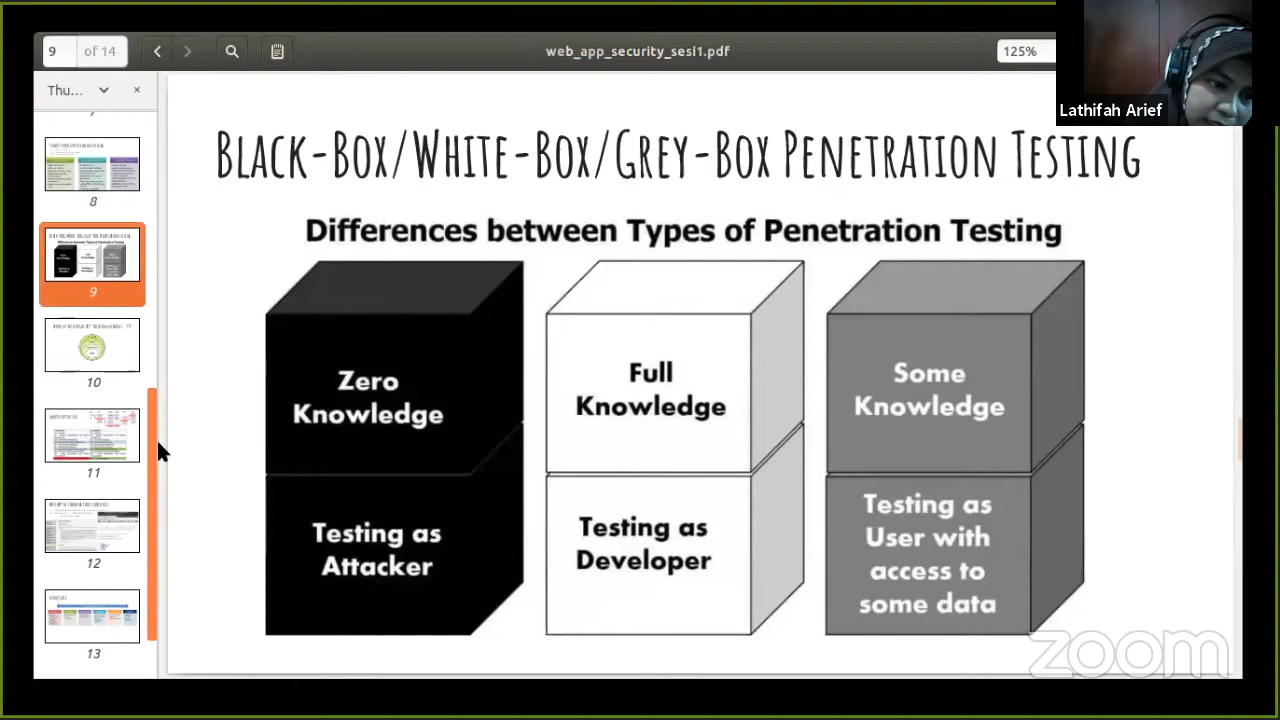 9 of 14
web_app_security_sesi1.pdf
125%
Lathifah Arief
Thu...
7
8
9
10
11
12
13
BLACK-BOX/WHITE-BOX/GREY-BOX PENETRATION TESTING
Differences between Types of Penetration Testing
Zero
Knowledge
Testing as
Attacker
Full
Knowledge
Testing as
Developer
Some
Knowledge
Testing as
User with
access to
some data
zoom